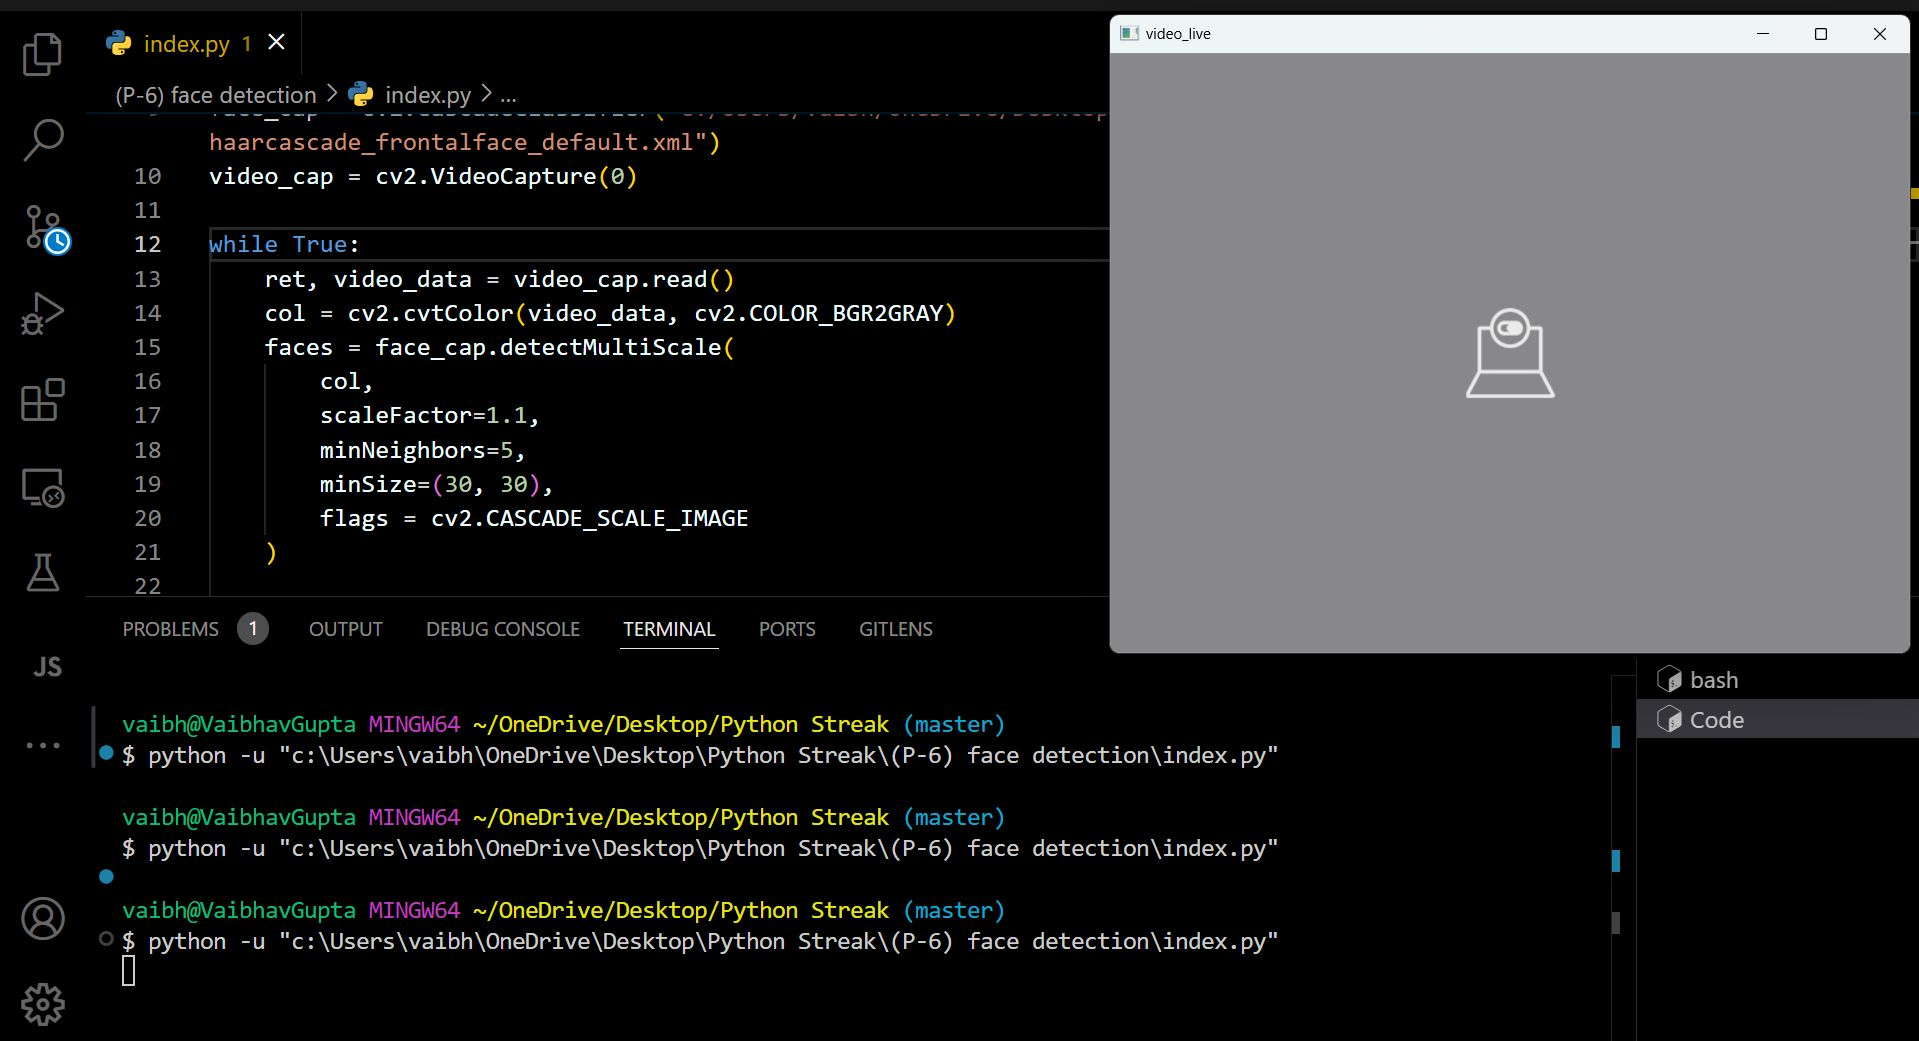 index.py 1
video_live
(P-6) face detection > index.py > ...
haarcascade_frontalface_default.xml")
10 video_cap = cv2.VideoCapture(0)
11
12 while True:
13 ret, video_data = video_cap.read()
14 col = cv2.cvtColor(video_data, cv2.COLOR_BGR2GRAY)
15 faces = face_cap.detectMultiScale(
16 col,
17 scaleFactor=1.1,
18 minNeighbors=5,
19 minSize=(30, 30),
20 flags = cv2.CASCADE_SCALE_IMAGE
21 )
22
PROBLEMS 1 OUTPUT DEBUG CONSOLE TERMINAL PORTS GITLENS
JS
bash
Code
vaibh@VaibhavGupta MINGW64 ~/OneDrive/Desktop/Python Streak (master)
$ python -u "c:\Users\vaibh\OneDrive\Desktop\Python Streak\(P-6) face detection\index.py"
vaibh@VaibhavGupta MINGW64 ~/OneDrive/Desktop/Python Streak (master)
$ python -u "c:\Users\vaibh\OneDrive\Desktop\Python Streak\(P-6) face detection\index.py"
vaibh@VaibhavGupta MINGW64 ~/OneDrive/Desktop/Python Streak (master)
$ python -u "c:\Users\vaibh\OneDrive\Desktop\Python Streak\(P-6) face detection\index.py"